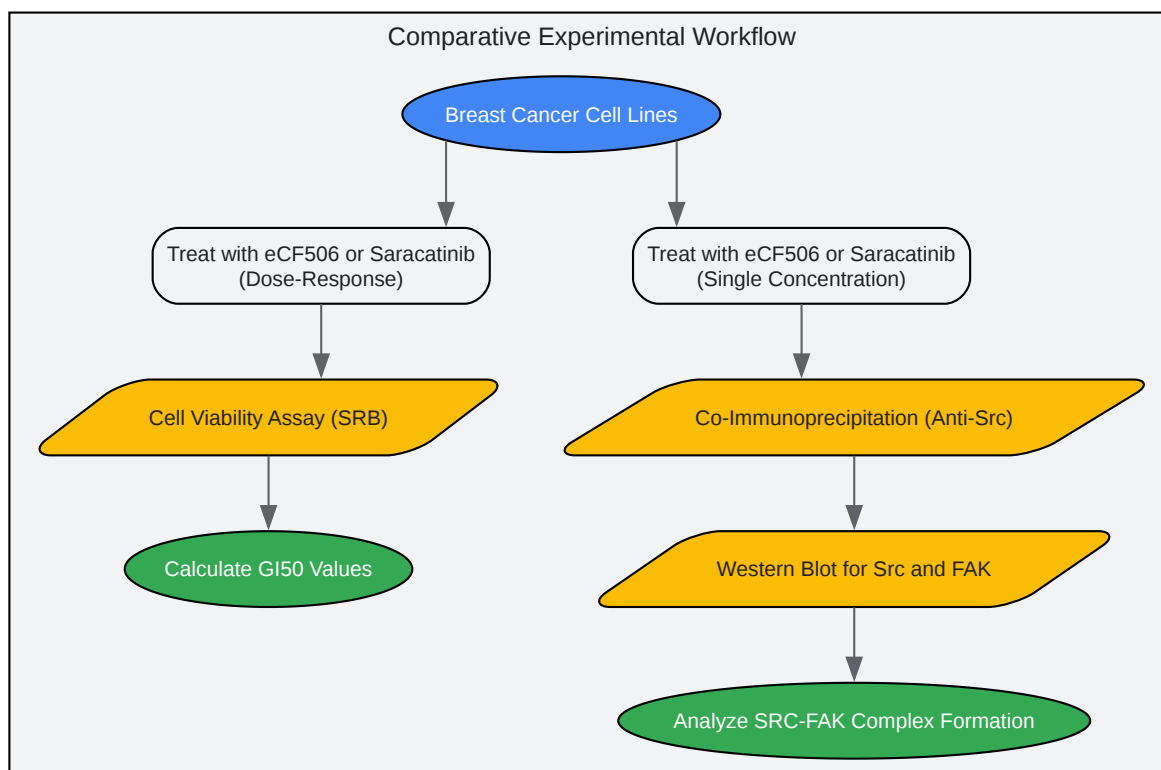 Comparative Experimental Workflow
Breast Cancer Cell Lines
Treat with eCF506 or Saracatinib
(Dose-Response)
Treat with eCF506 or Saracatinib
(Single Concentration)
Cell Viability Assay (SRB)
Co-Immunoprecipitation (Anti-Src)
Calculate GI50 Values
Western Blot for Src and FAK
Analyze SRC-FAK Complex Formation